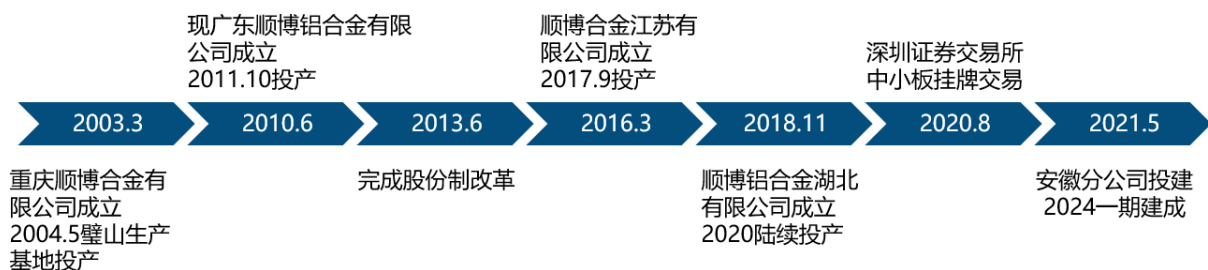 现广东顺博铝合金有限
公司成立
2011.10投产
顺博合金江苏有
限公司成立
2017.9投产
深圳证券交易所
中小板挂牌交易
2003.3
2010.6
2013.6
2016.3
2018.11
2020.8
2021.5
重庆顺博合金有
限公司成立
2004.5璧山生产
基地投产
完成股份制改革
顺博铝合金湖北
有限公司成立
2020陆续投产
安徽分公司投建
2024一期建成